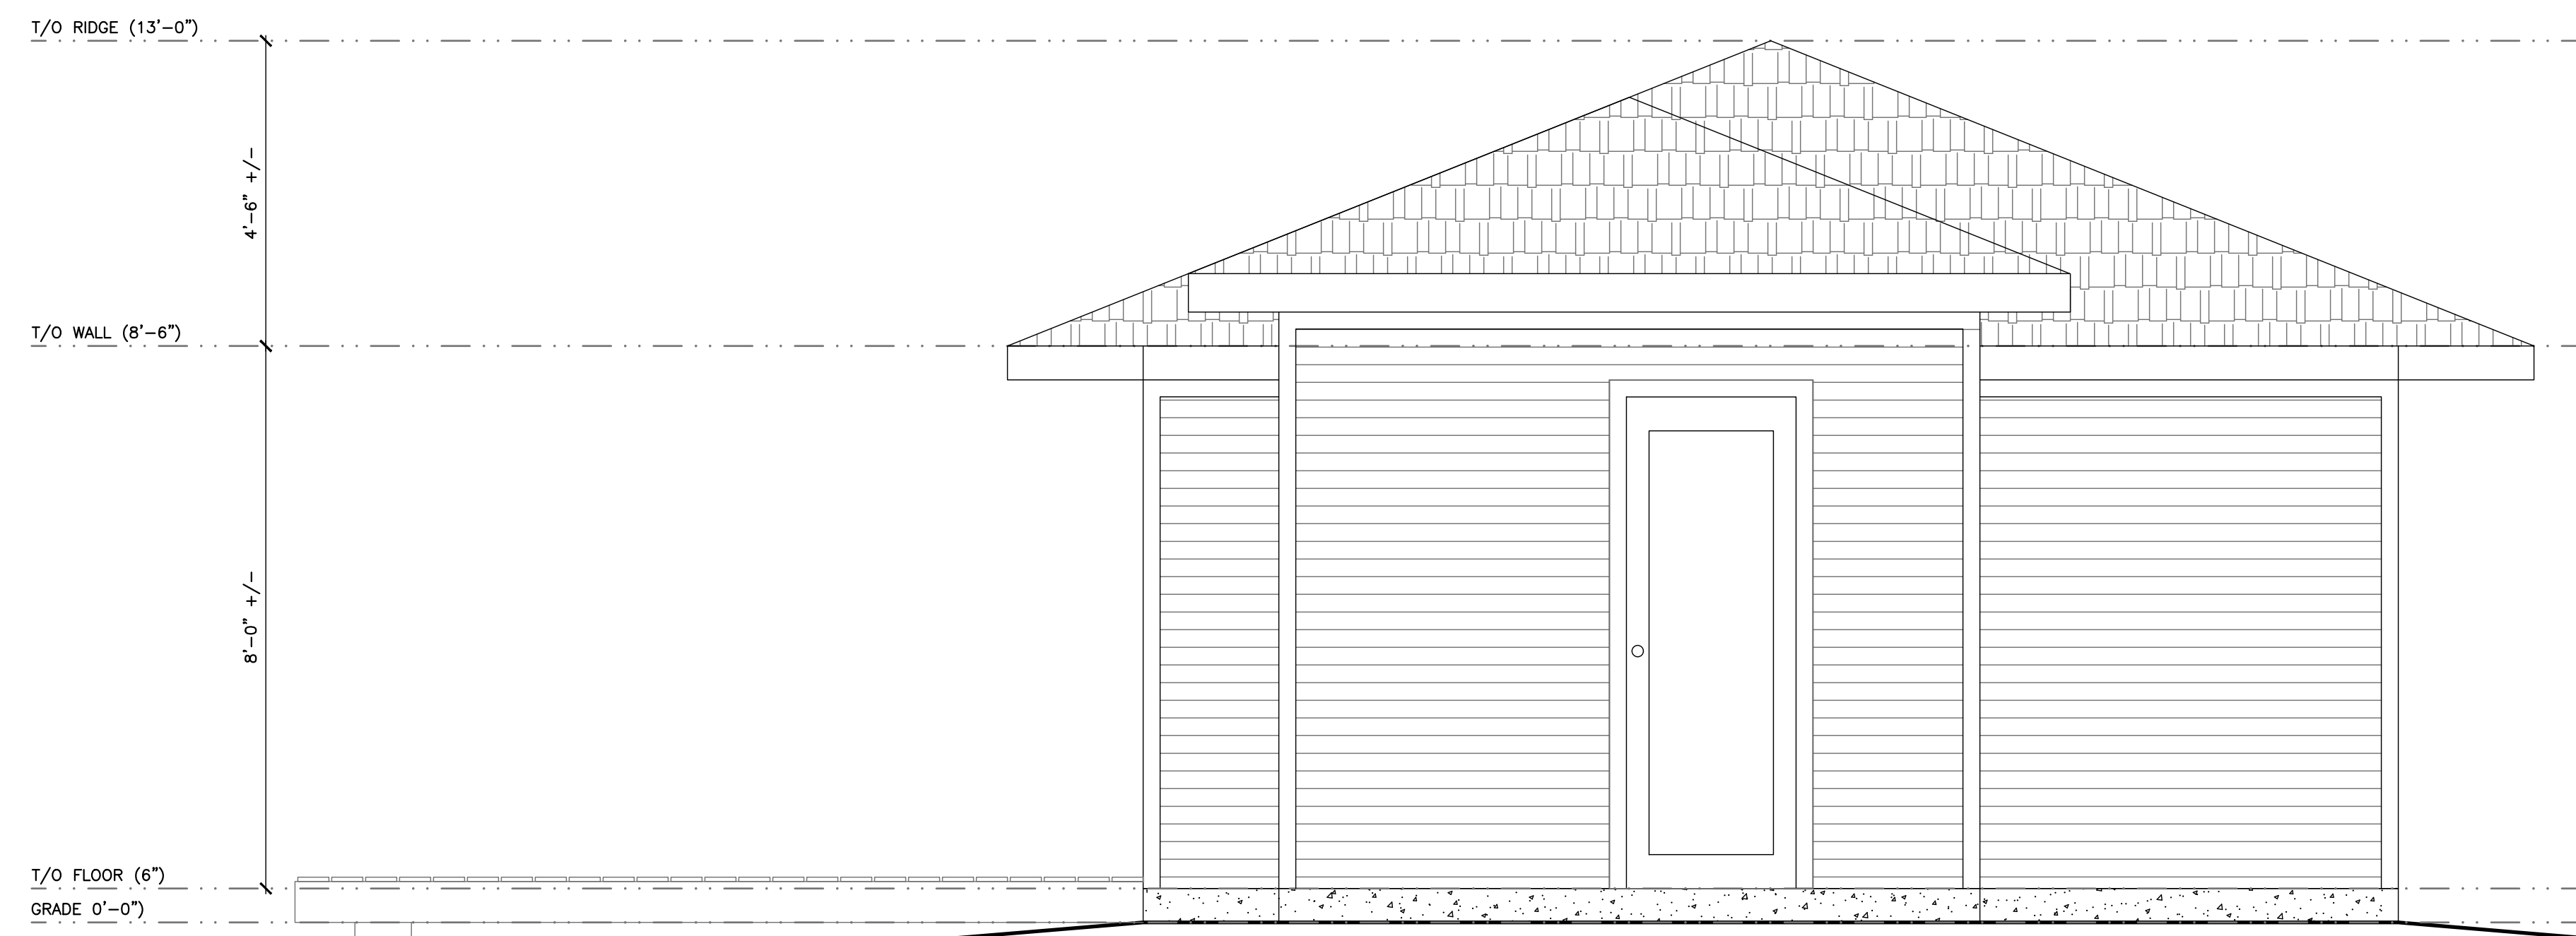 T/O RIDGE (13'-0")
4'-6" +/-
T/O WALL (8'-6")
8'-0" +/-
T/O FLOOR (6")
GRADE 0'-0")